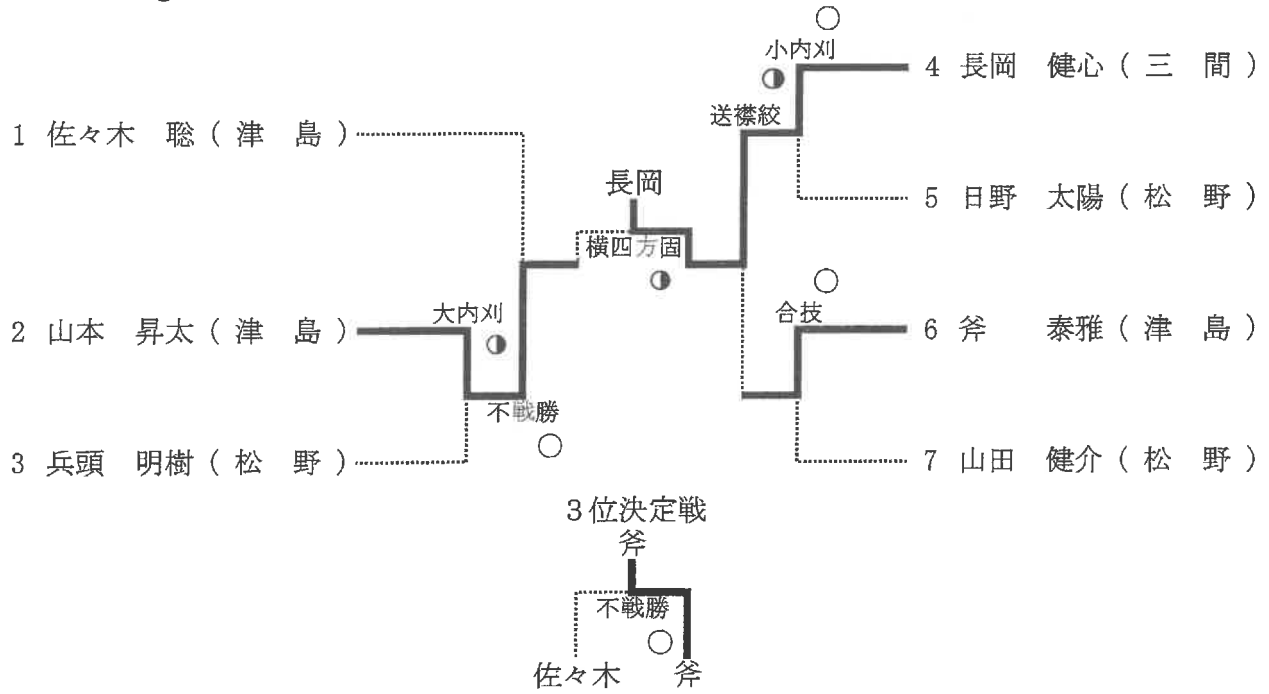 小内刈
4 長岡 健心 ( 三 間 )
送襟絞
1 佐々木 聡 ( 津 島 )
長岡
5 日野 太陽 ( 松 野 )
横四方固
大内刈
合技
2 山本 昇太 ( 津 島 )
6 斧 泰雅 ( 津 島 )
不戦勝
3 兵頭 明樹 ( 松 野 )
7 山田 健介 ( 松 野 )
3位決定戦
斧
不戦勝
佐々木
斧